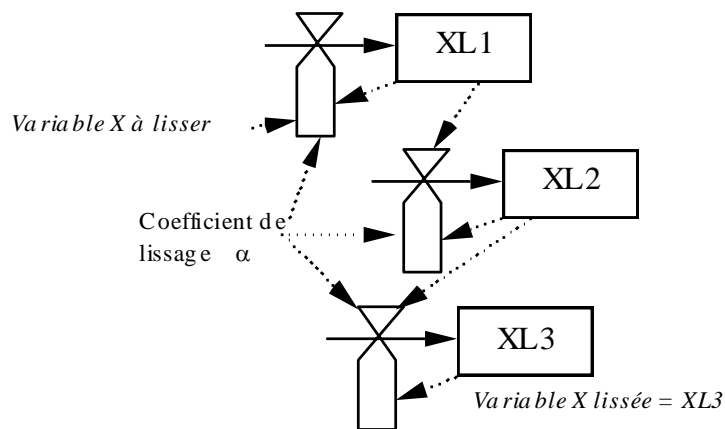 XL1
Variable X à lisser
XL2
Coefficient de
lissage α
XL3
Variable X lissée = XL3